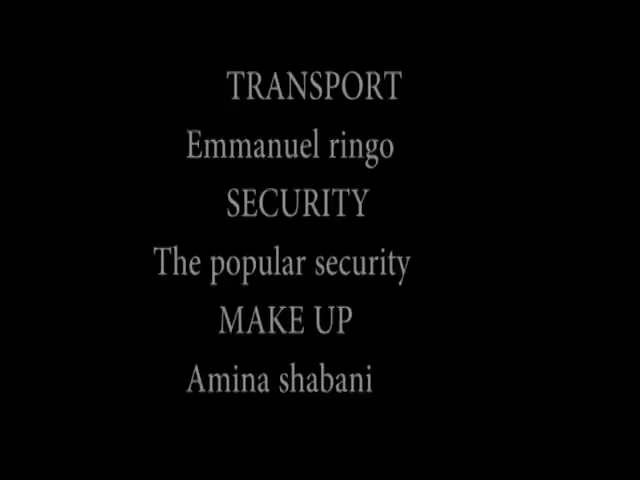 TRANSPORT
Emmanuel ringo
SECURITY
The popular security
MAKE UP
Amina shabani